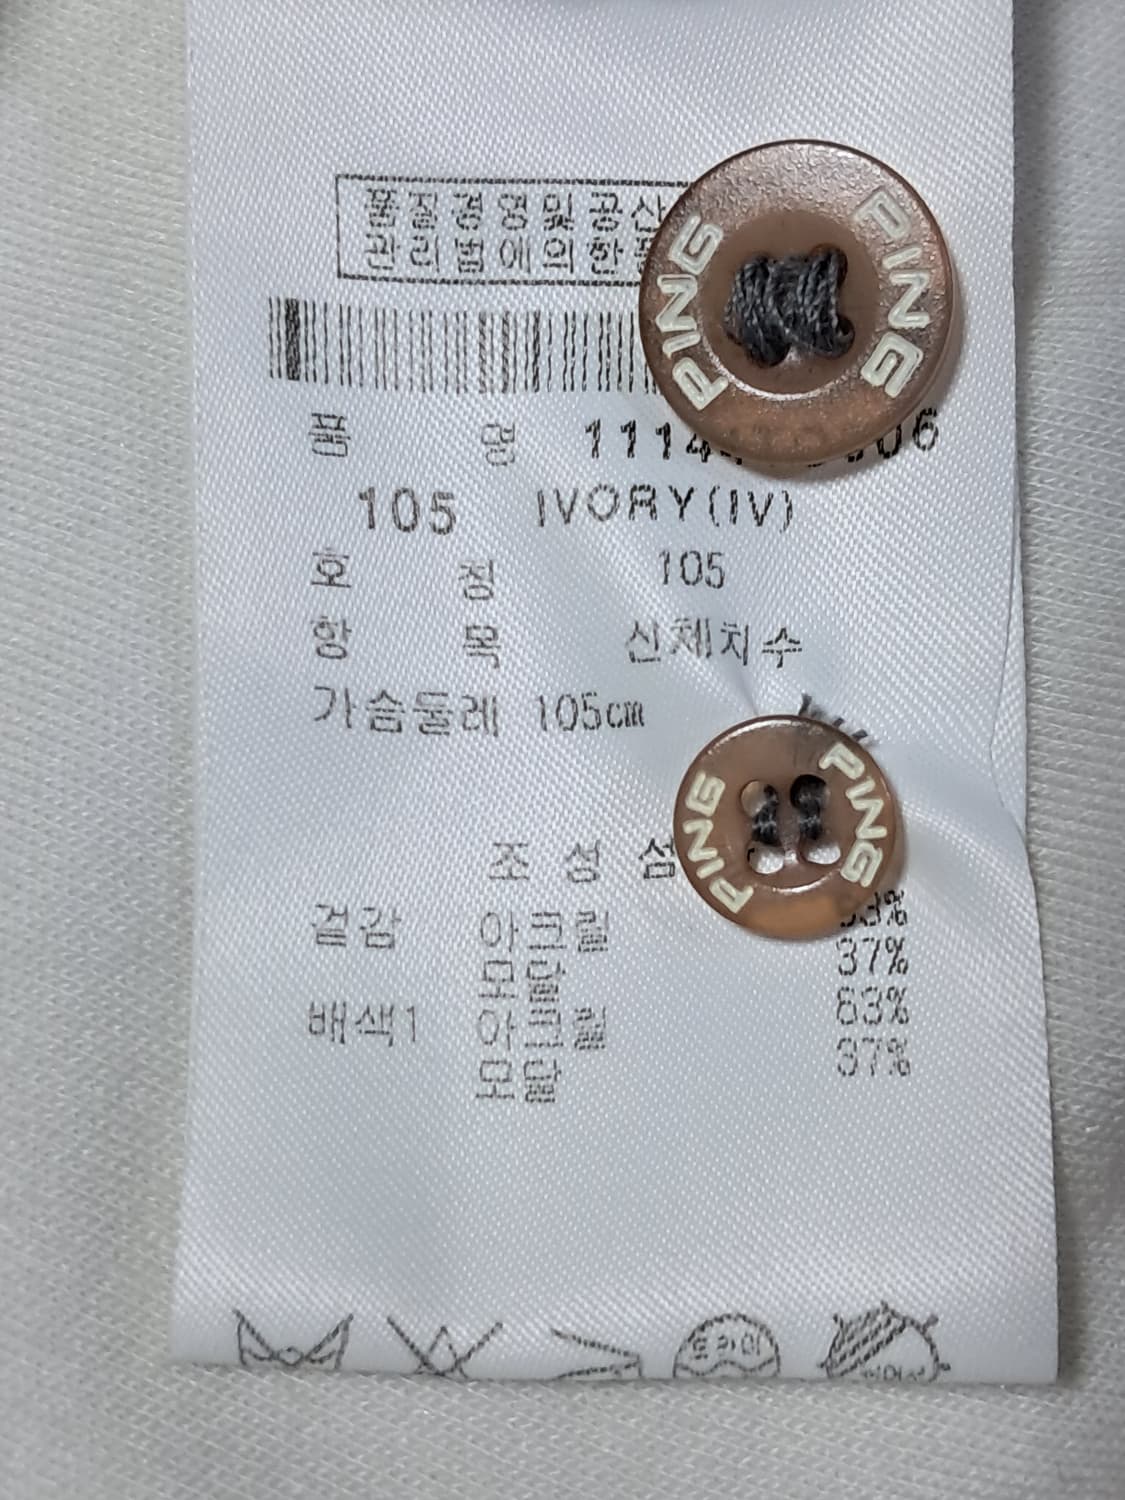 품질경영및공산
관리법에의한
PING PING
품 명
105 IVORY(IV)
호 칭 105
항 목 신체치수
가슴둘레 105cm
PING PING
조 성 섬
겉감 아크릴
모달 37%
배색1 아크릴 63%
모달 37%
드라이